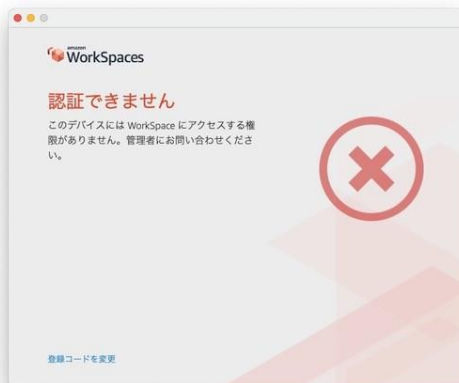 amazon
WorkSpaces
認証できません
このデバイスには WorkSpace にアクセスする権
限がありません。管理者にお問い合わせくださ
い。
登録コードを変更